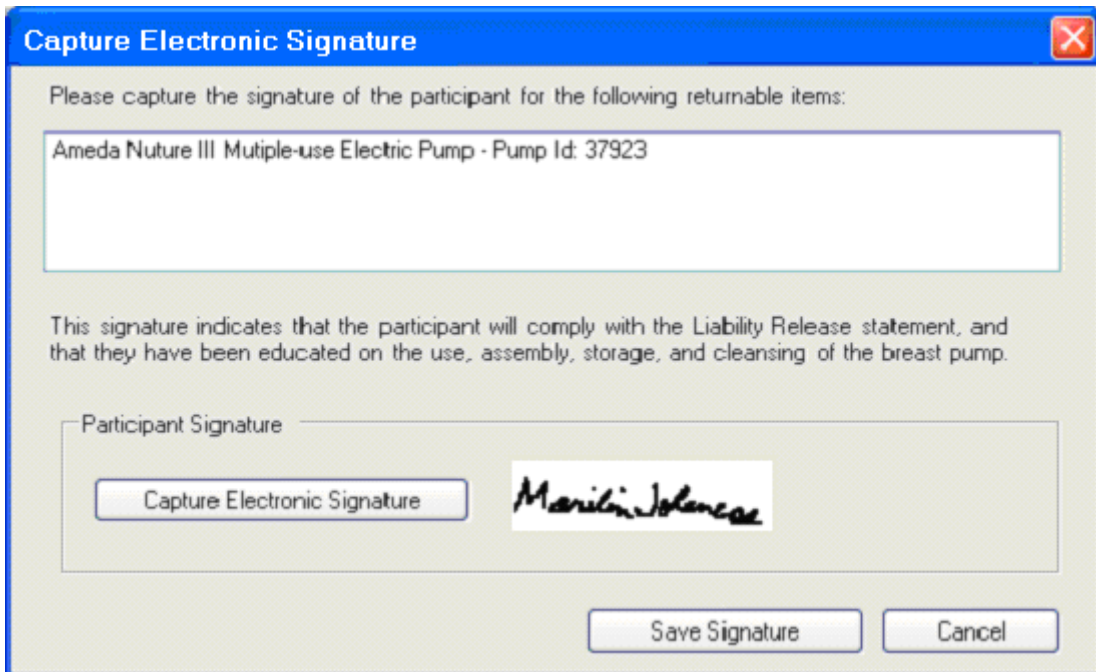 Capture Electronic Signature
Please capture the signature of the participant for the following returnable items:
Ameda Nuture III Mutiple-use Electric Pump - Pump Id: 37923
This signature indicates that the participant will comply with the Liability Release statement, and
that they have been educated on the use, assembly, storage, and cleansing of the breast pump.
Participant Signature
Capture Electronic Signature
Marilin
Save Signature Cancel